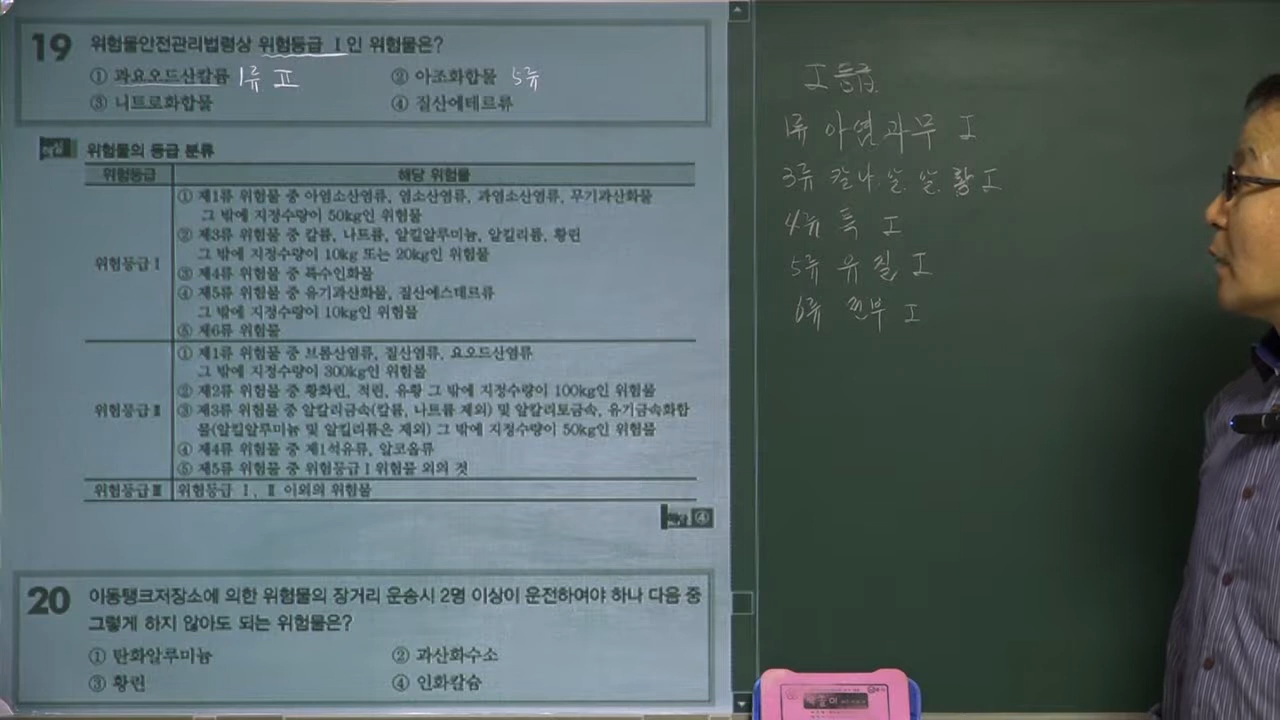 19 위험물안전관리법령상 위험등급 Ⅰ인 위험물은?
① 과요오드산칼륨 1류 Ⅱ ② 아조화합물 5류
③ 니트로화합물 ④ 질산에테르류
해설 위험물의 등급 분류
위험등급 해당 위험물
위험등급Ⅰ
① 제1류 위험물 중 아염소산염류, 염소산염류, 과염소산염류, 무기과산화물
그 밖에 지정수량이 50kg인 위험물
② 제3류 위험물 중 칼륨, 나트륨, 알킬알루미늄, 알킬리튬, 황린
그 밖에 지정수량이 10kg 또는 20kg인 위험물
③ 제4류 위험물 중 특수인화물
④ 제5류 위험물 중 유기과산화물, 질산에스테르류
그 밖에 지정수량이 10kg인 위험물
⑤ 제6류 위험물
위험등급Ⅱ
① 제1류 위험물 중 브롬산염류, 질산염류, 요오드산염류
그 밖에 지정수량이 300kg인 위험물
② 제2류 위험물 중 황화린, 적린, 유황 그 밖에 지정수량이 100kg인 위험물
③ 제3류 위험물 중 알칼리금속(칼륨, 나트륨 제외) 및 알칼리토금속, 유기금속화합
물(알킬알루미늄 및 알킬리튬은 제외) 그 밖에 지정수량이 50kg인 위험물
④ 제4류 위험물 중 제1석유류, 알코올류
⑤ 제5류 위험물 중 위험등급Ⅰ위험물 외의 것
위험등급Ⅲ 위험등급 Ⅰ, Ⅱ 이외의 위험물
해답 ④
20 이동탱크저장소에 의한 위험물의 장거리 운송시 2명 이상이 운전하여야 하나 다음 중
그렇게 하지 않아도 되는 위험물은?
① 탄화알루미늄 ② 과산화수소
③ 황린 ④ 인화칼슘
Ⅰ 등급.
1류 아염과무 Ⅰ
3류 칼나.알.알.황 Ⅰ
4류 특 Ⅰ
5류 유질 Ⅰ
6류 전부 Ⅰ